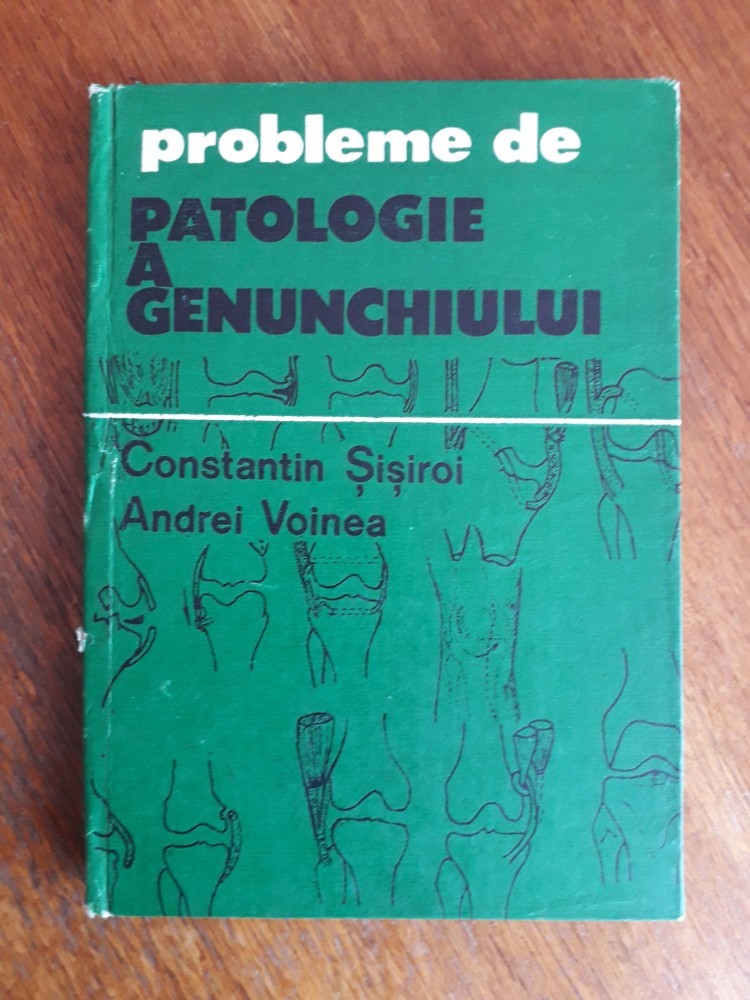 probleme de
PATOLOGIE
A
GENUNCHIULUI
Constantin Șișiroi
Andrei Voinea